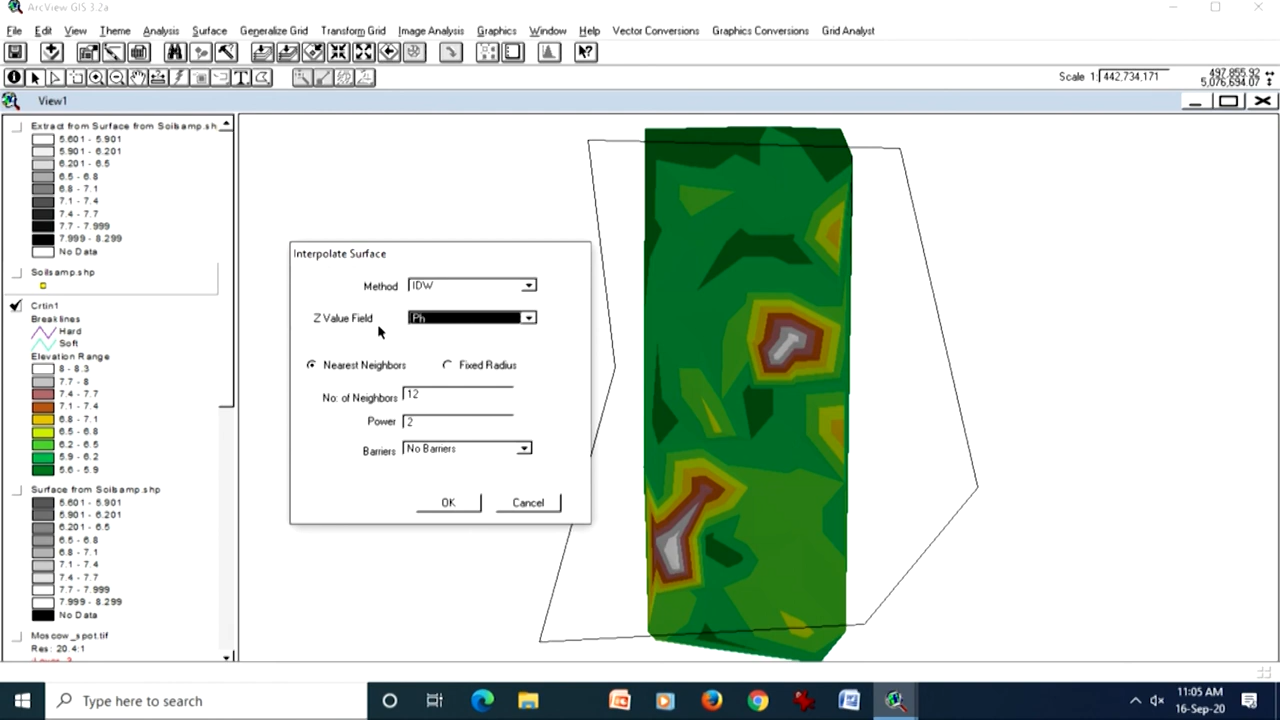 ArcView GIS 3.2a
File Edit View Theme Analysis Surface Generalize Grid Transform Grid Image Analysis Graphics Window Help Vector Conversions Graphics Conversions Grid Analyst
Scale 1: 442,734,171
497,855.92
5,076,694.07
View1
Extract from Surface from Soilsamp.sh
5.601 - 5.901
5.901 - 6.201
6.201 - 6.5
6.5 - 6.8
6.8 - 7.1
7.1 - 7.4
7.4 - 7.7
7.7 - 7.999
7.999 - 8.299
No Data
Soilsamp.shp
Crtin1
Breaklines
Hard
Soft
Elevation Range
8 - 8.3
7.7 - 8
7.4 - 7.7
7.1 - 7.4
6.8 - 7.1
6.5 - 6.8
6.2 - 6.5
5.9 - 6.2
5.6 - 5.9
Surface from Soilsamp.shp
5.601 - 5.901
5.901 - 6.201
6.201 - 6.5
6.5 - 6.8
6.8 - 7.1
7.1 - 7.4
7.4 - 7.7
7.7 - 7.999
7.999 - 8.299
No Data
Moscow_spot.tif
Res: 20.4:1
Interpolate Surface
Method IDW
Z Value Field Ph
Nearest Neighbors Fixed Radius
No. of Neighbors 12
Power 2
Barriers No Barriers
OK Cancel
Type here to search
11:05 AM
16-Sep-20